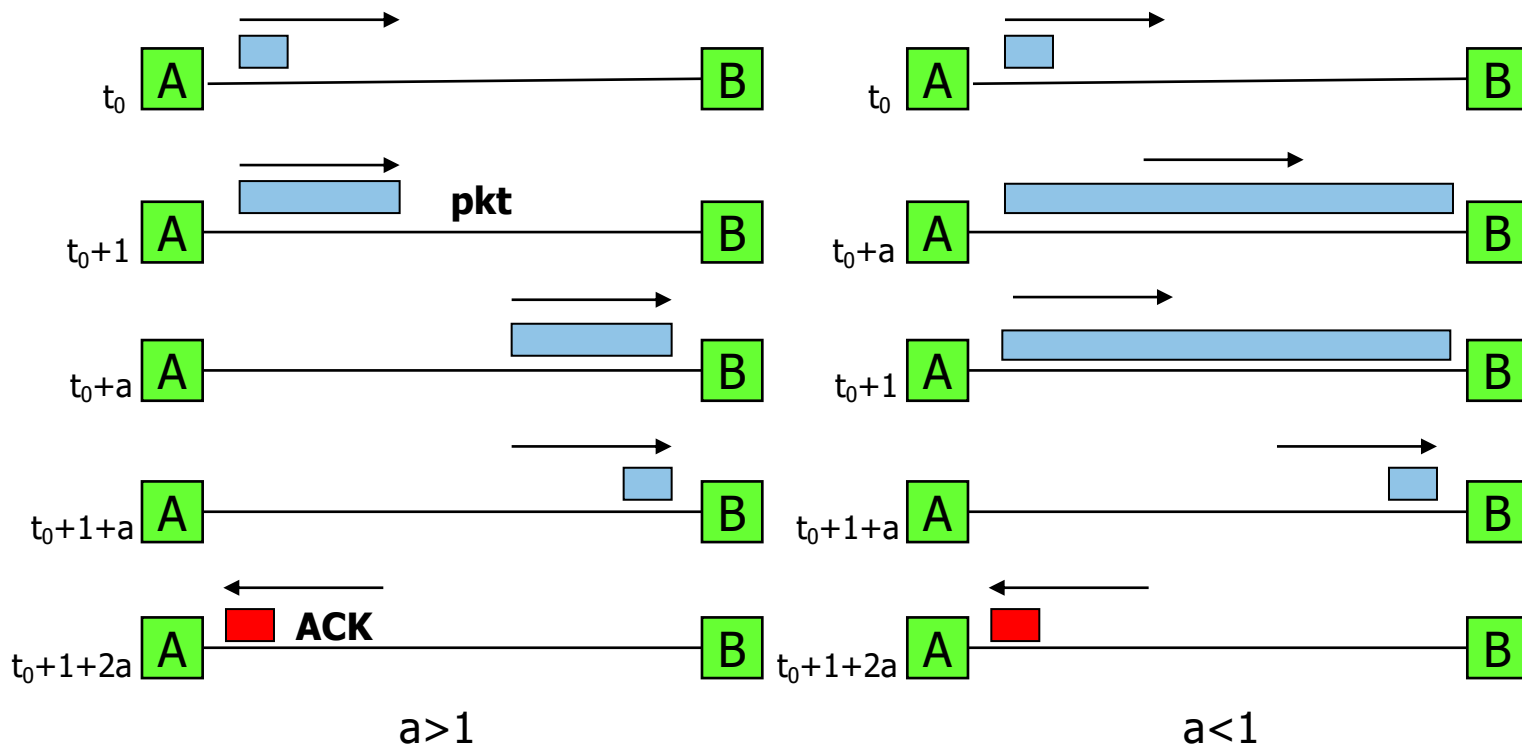 t₀ A B
t₀+1 A pkt B
t₀+a A B
t₀+1+a A B
t₀+1+2a A ACK B
a>1
t₀ A B
t₀+a A B
t₀+1 A B
t₀+1+a A B
t₀+1+2a A B
a<1